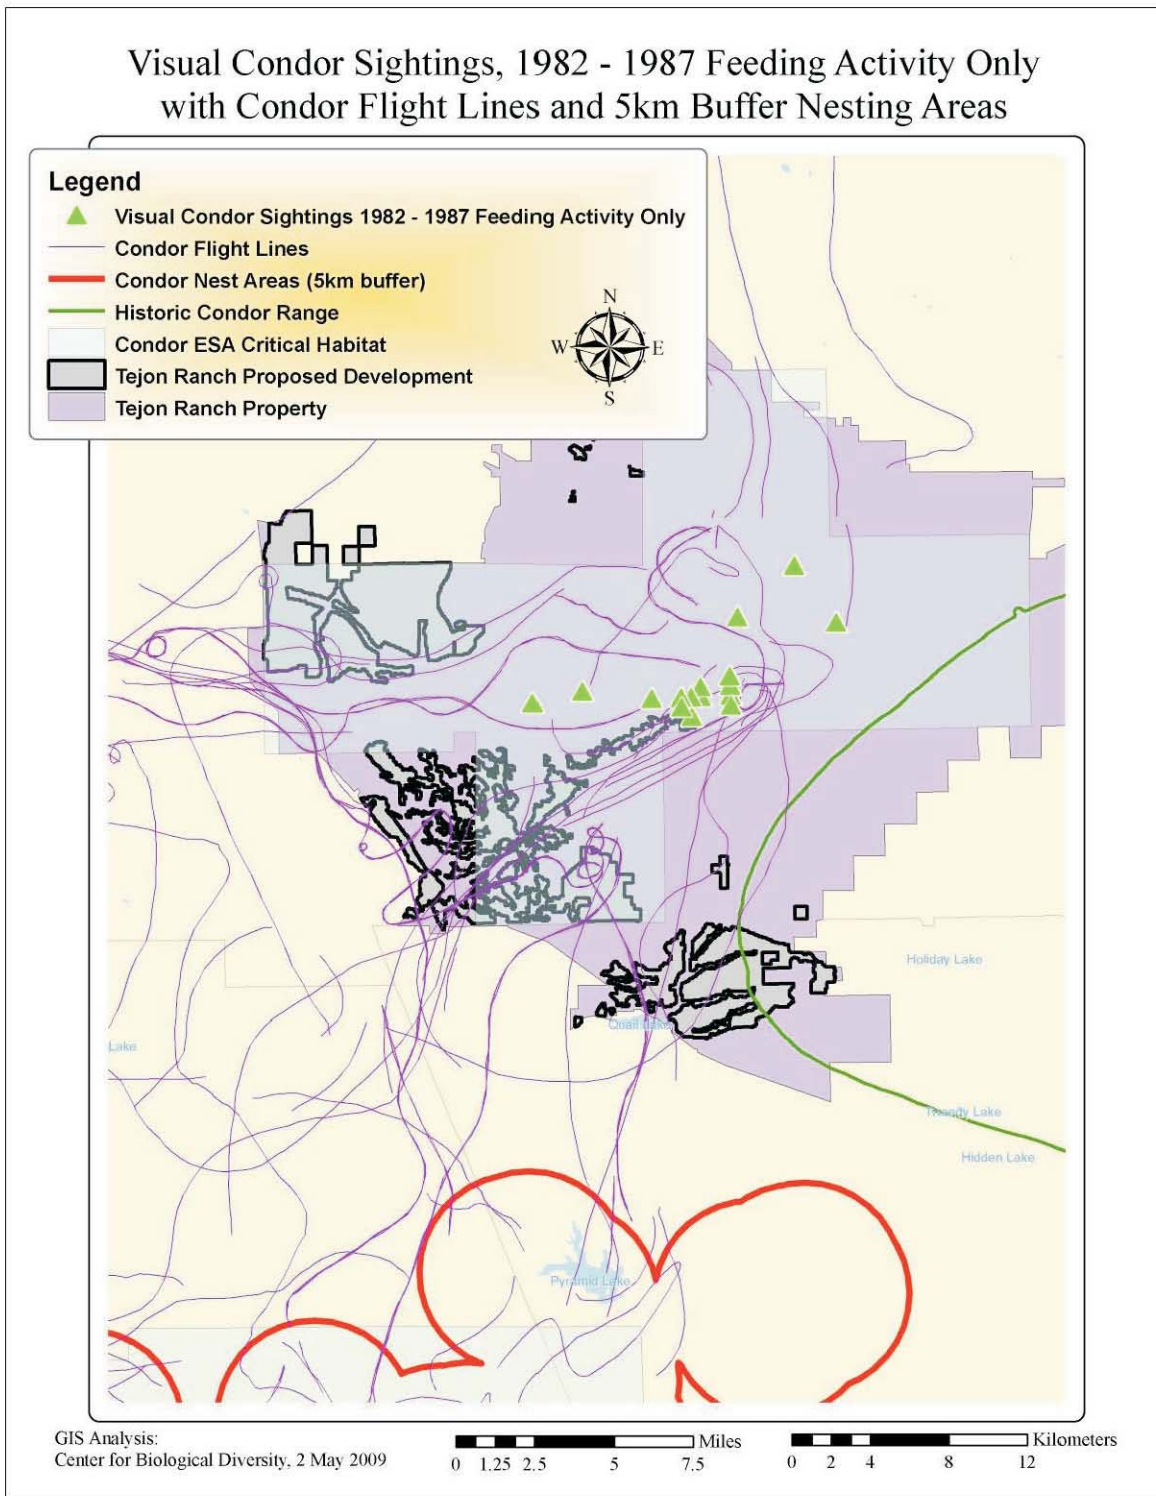 Visual Condor Sightings, 1982 - 1987 Feeding Activity Only
with Condor Flight Lines and 5km Buffer Nesting Areas
Legend
Visual Condor Sightings 1982 - 1987 Feeding Activity Only
Condor Flight Lines
Condor Nest Areas (5km buffer)
Historic Condor Range
Condor ESA Critical Habitat
Tejon Ranch Proposed Development
Tejon Ranch Property
N
W E
S
Holiday Lake
Quail Lake
Lake
Tweedy Lake
Hidden Lake
Pyramid Lake
GIS Analysis:
Center for Biological Diversity, 2 May 2009
Miles
0 1.25 2.5 5 7.5
Kilometers
0 2 4 8 12